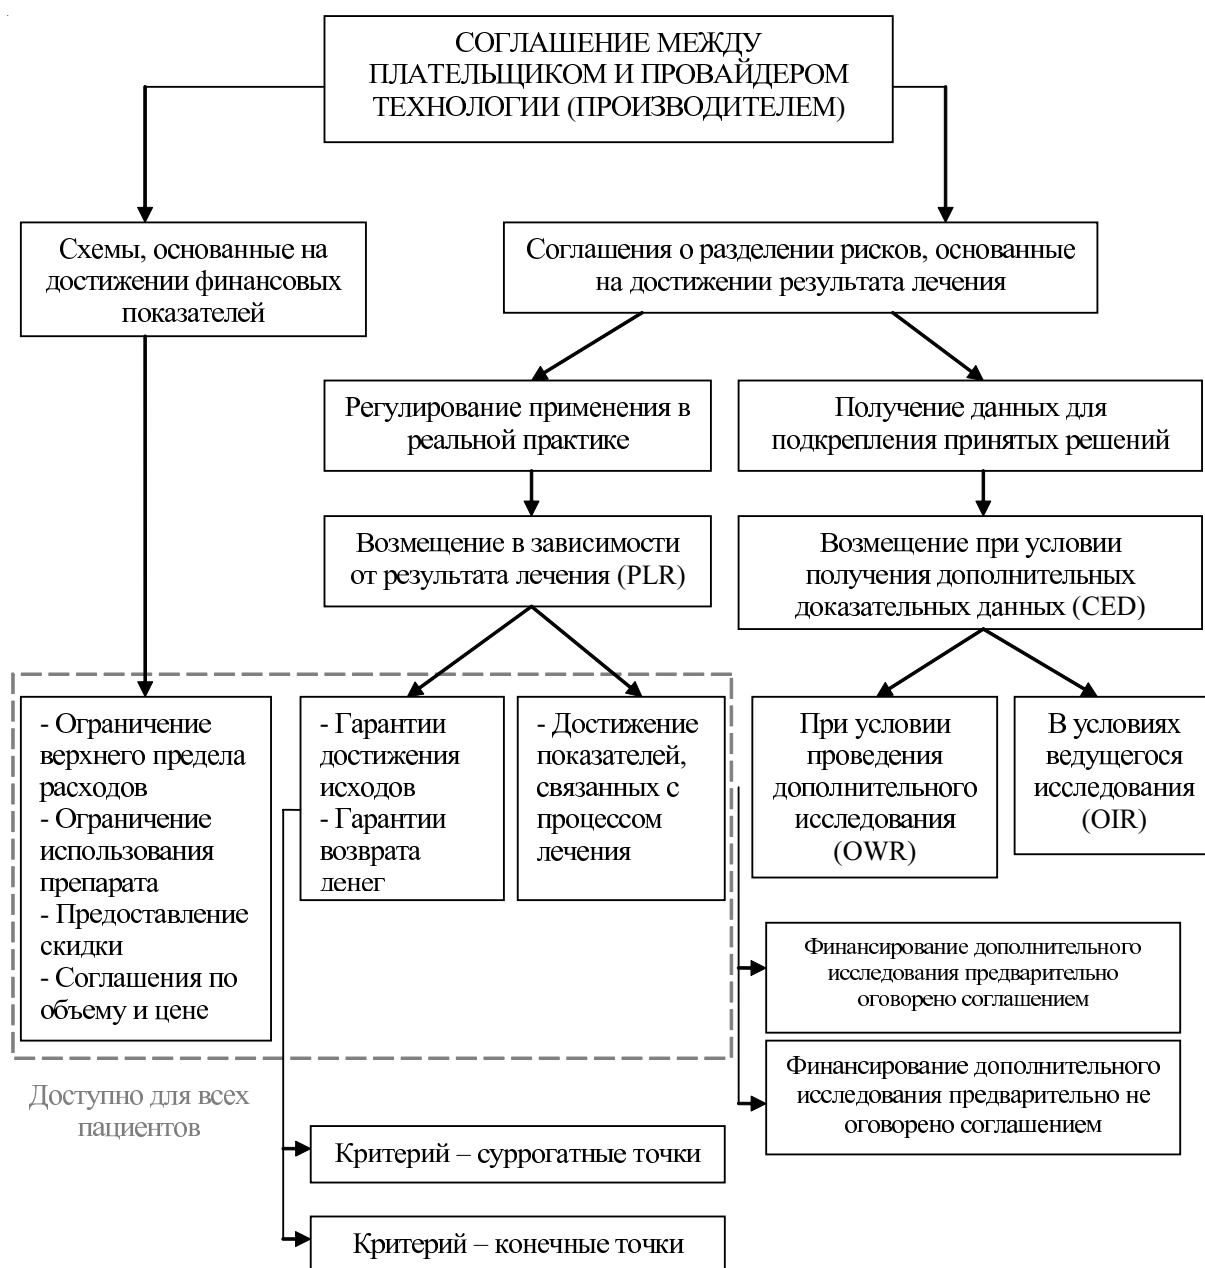 СОГЛАШЕНИЕ МЕЖДУ
ПЛАТЕЛЬЩИКОМ И ПРОВАЙДЕРОМ
ТЕХНОЛОГИИ (ПРОИЗВОДИТЕЛЕМ)
Схемы, основанные на
достижении финансовых
показателей
Соглашения о разделении рисков, основанные
на достижении результата лечения
Регулирование применения в
реальной практике
Получение данных для
подкрепления принятых решений
Возмещение в зависимости
от результата лечения (PLR)
Возмещение при условии
получения дополнительных
доказательных данных (CED)
- Ограничение
верхнего предела
расходов
- Ограничение
использования
препарата
- Предоставление
скидки
- Соглашения по
объему и цене
- Гарантии
достижения
исходов
- Гарантии
возврата
денег
- Достижение
показателей,
связанных с
процессом
лечения
При условии
проведения
дополнительного
исследования
(OWR)
В условиях
ведущегося
исследования
(OIR)
Финансирование дополнительного
исследования предварительно
оговорено соглашением
Финансирование дополнительного
исследования предварительно не
оговорено соглашением
Доступно для всех
пациентов
Критерий – суррогатные точки
Критерий – конечные точки